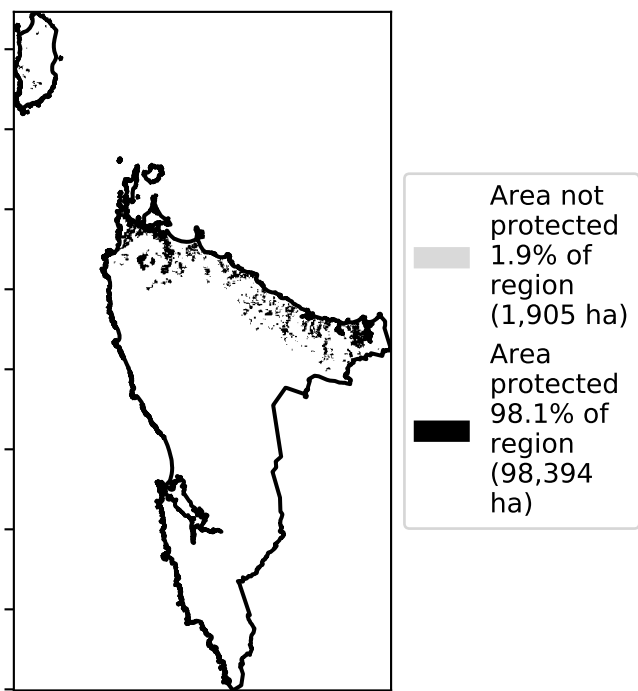 Area not
protected
1.9% of
region
(1,905 ha)
Area
protected
98.1% of
region
(98,394
ha)